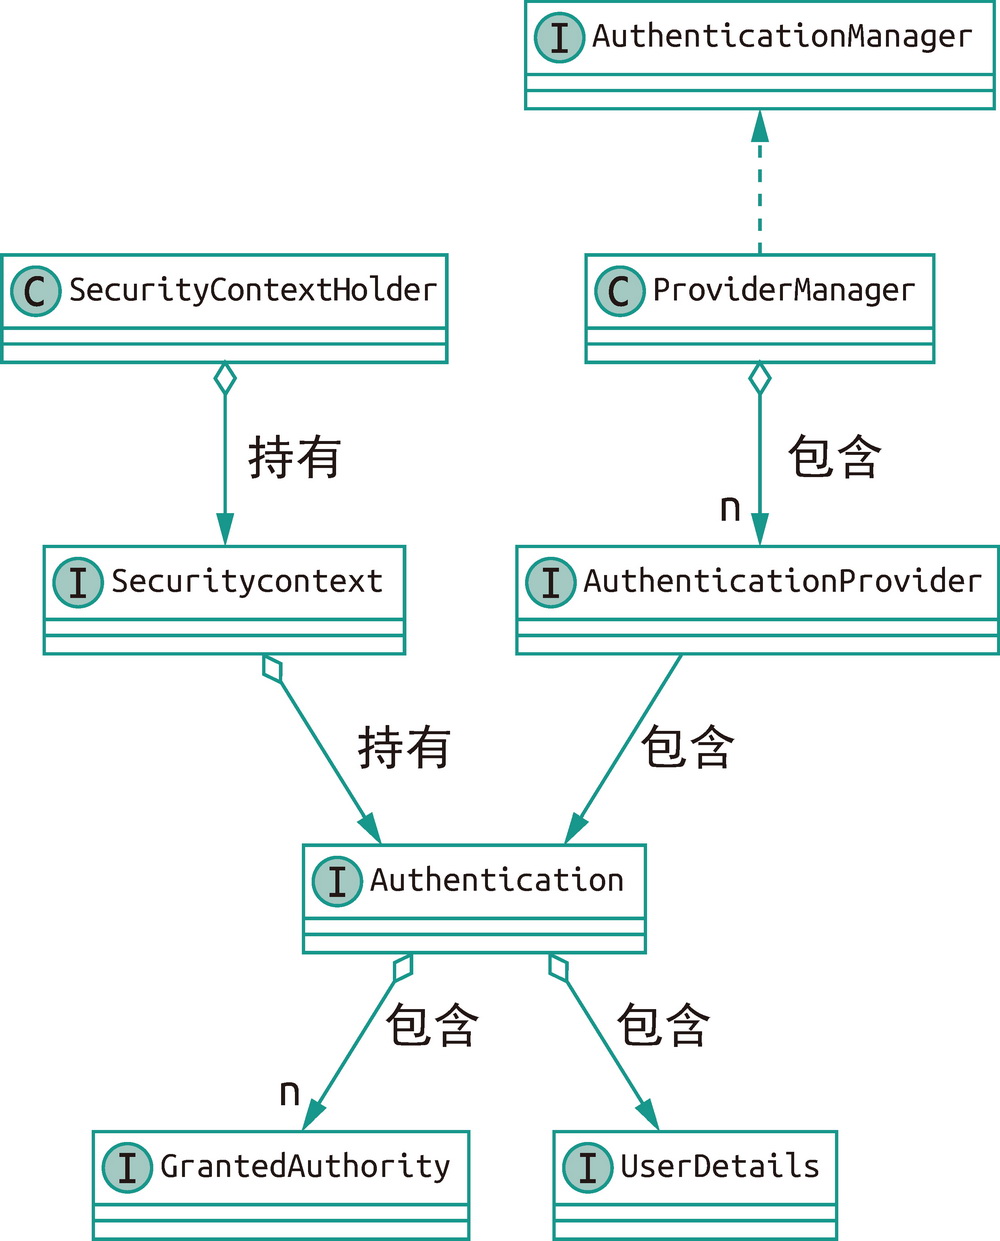 I AuthenticationManager
C SecurityContextHolder
C ProviderManager
持有
包含
n
I Securitycontext
I AuthenticationProvider
持有
包含
I Authentication
包含
包含
n
I GrantedAuthority
I UserDetails